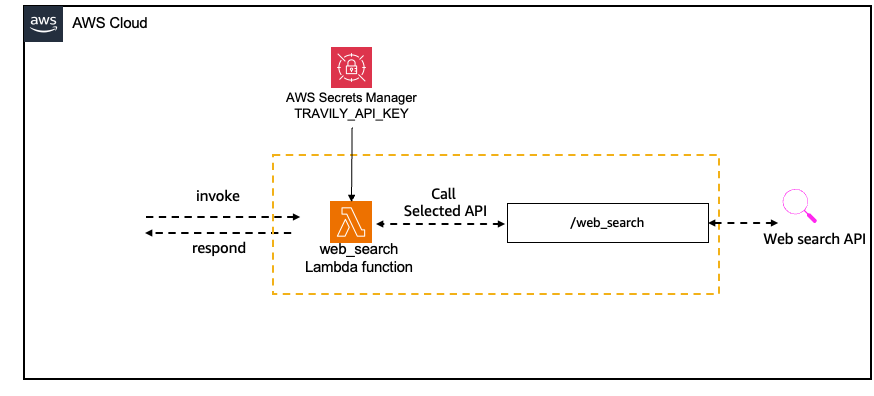 aws
AWS Cloud
AWS Secrets Manager
TRAVILY_API_KEY
invoke
respond
web_search
Lambda function
Call
Selected API
/web_search
Web search API